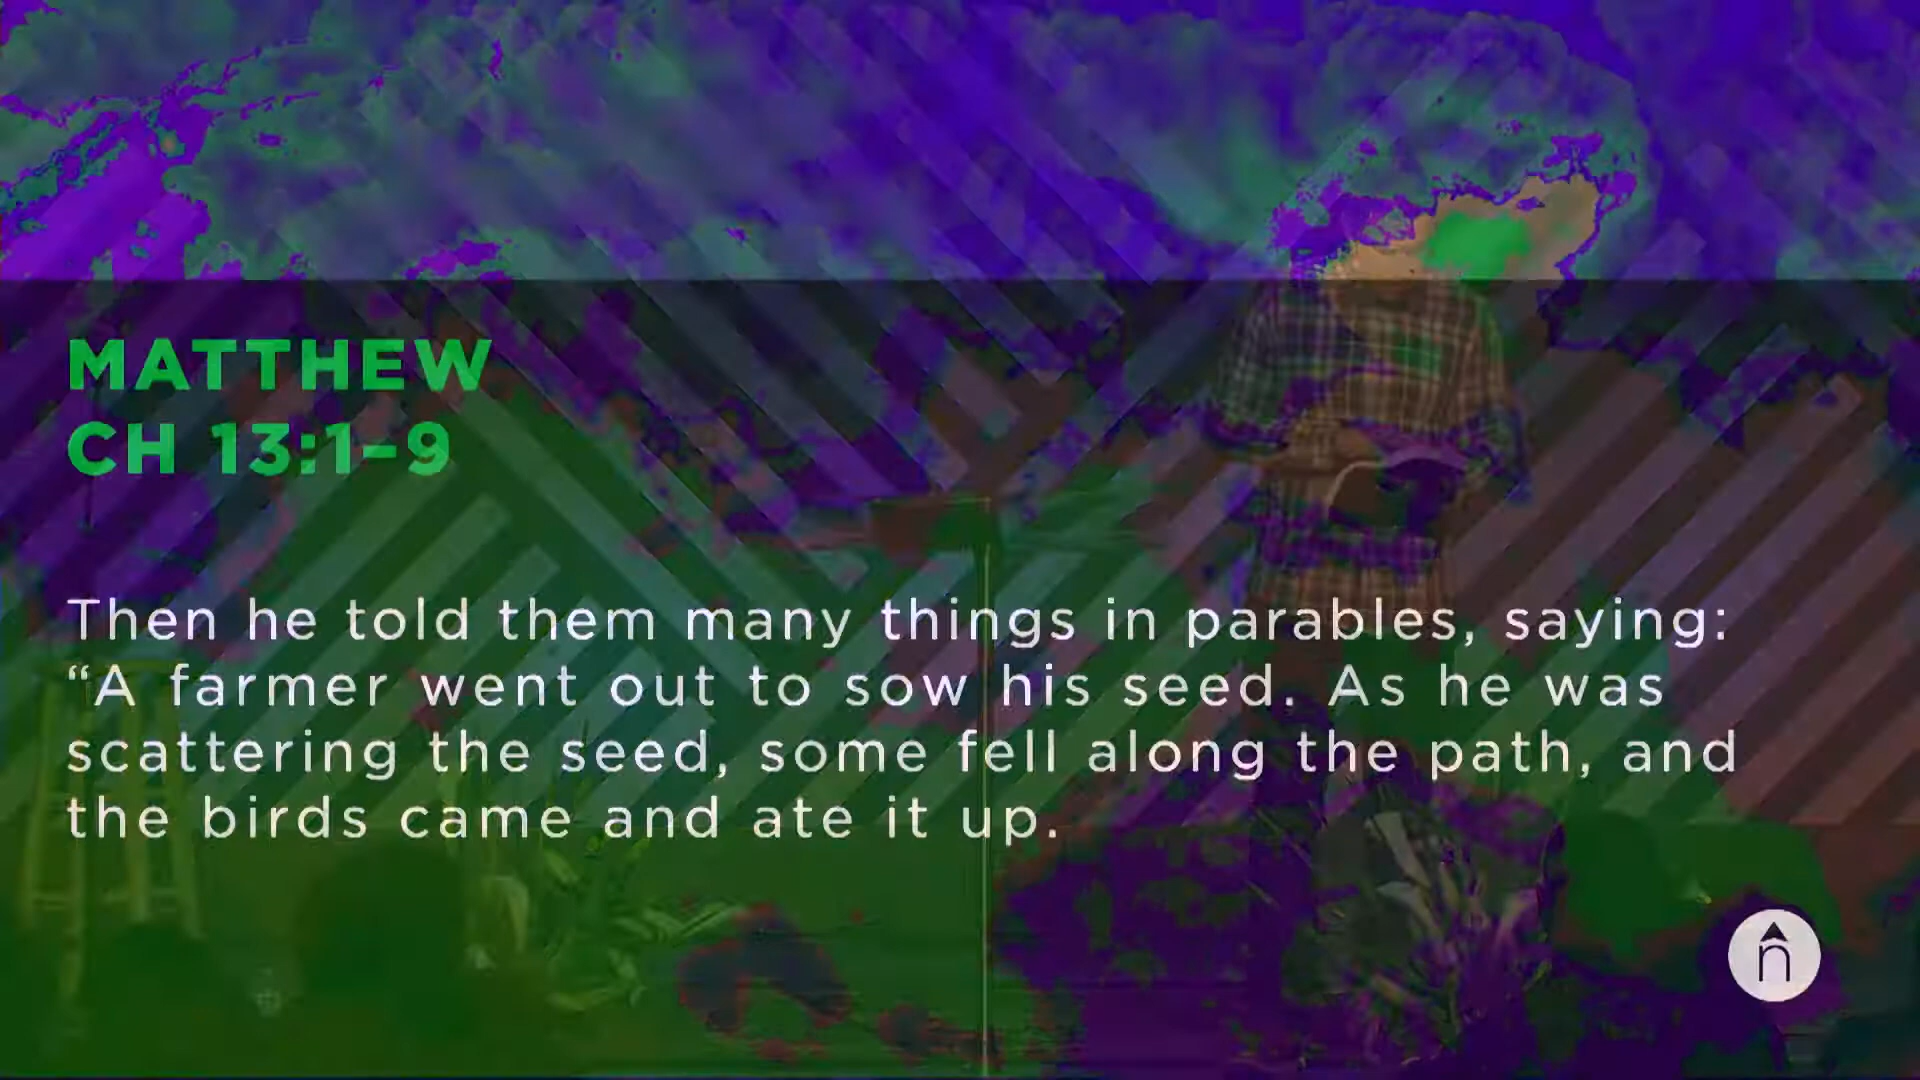 MATTHEW
CH 13:1-9
Then he told them many things in parables, saying:
“A farmer went out to sow his seed. As he was
scattering the seed, some fell along the path, and
the birds came and ate it up.
n